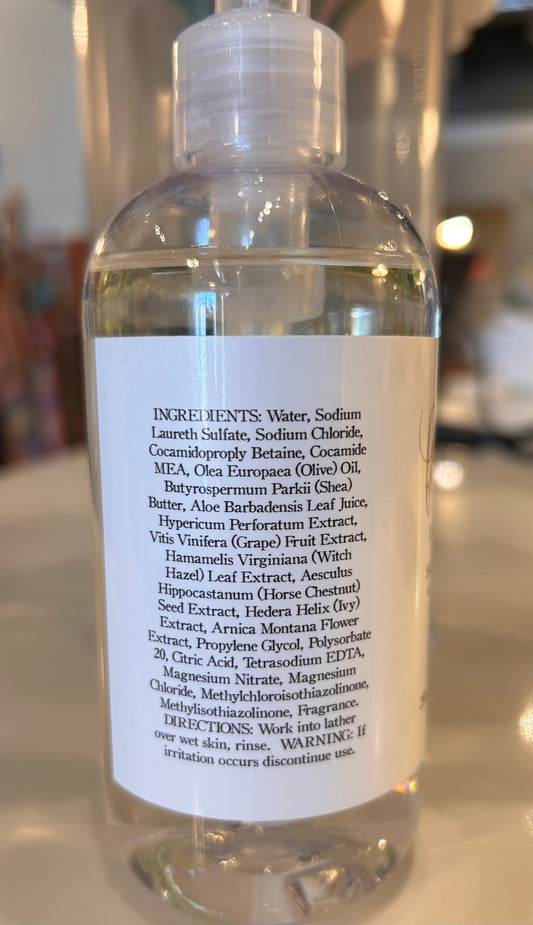 INGREDIENTS: Water, Sodium
Laureth Sulfate, Sodium Chloride,
Cocamidoproply Betaine, Cocamide
MEA, Olea Europaea (Olive) Oil,
Butyrospermum Parkii (Shea)
Butter, Aloe Barbadensis Leaf Juice,
Hypericum Perforatum Extract,
Vitis Vinifera (Grape) Fruit Extract,
Hamamelis Virginiana (Witch
Hazel) Leaf Extract, Aesculus
Hippocastanum (Horse Chestnut)
Seed Extract, Hedera Helix (Ivy)
Extract, Arnica Montana Flower
Extract, Propylene Glycol, Polysorbate
20, Citric Acid, Tetrasodium EDTA,
Magnesium Nitrate, Magnesium
Chloride, Methylchloroisothiazolinone,
Methylisothiazolinone, Fragrance.
DIRECTIONS: Work into lather
over wet skin, rinse. WARNING: If
irritation occurs discontinue use.